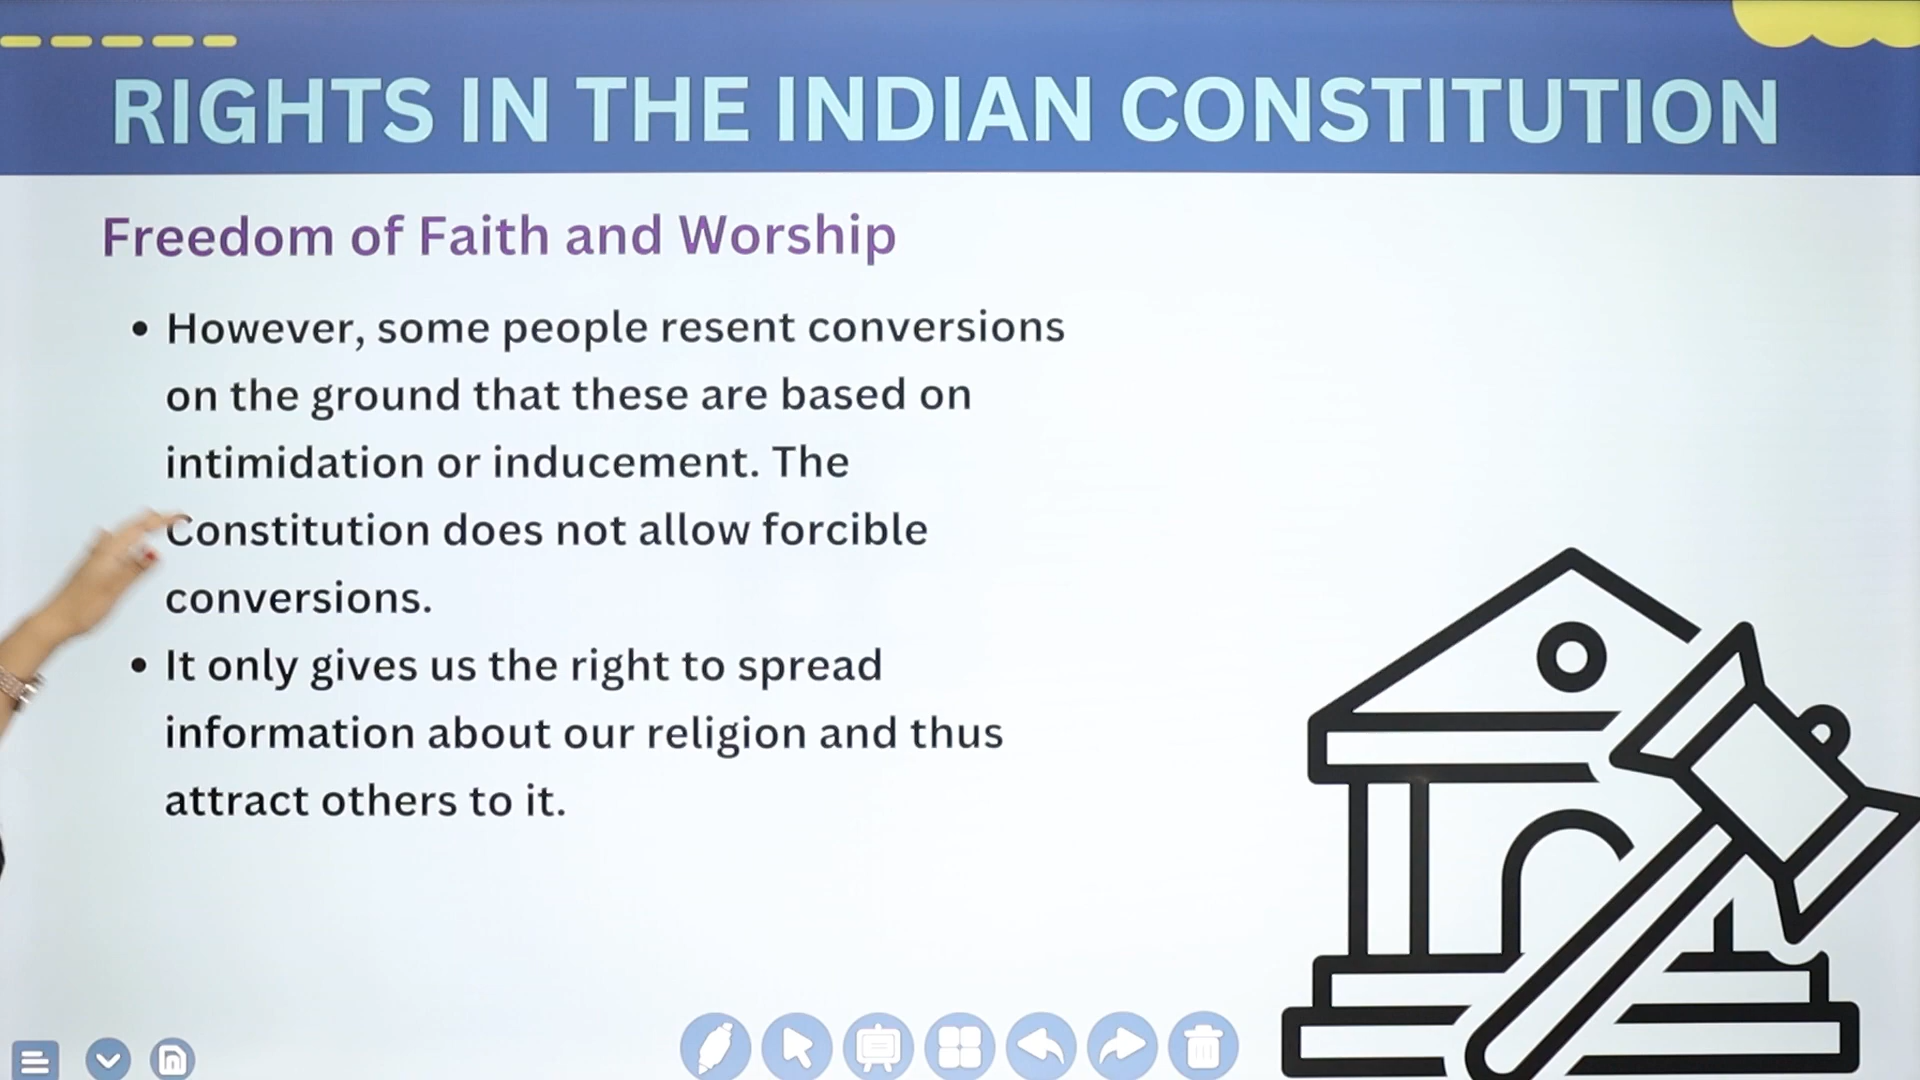 RIGHTS IN THE INDIAN CONSTITUTION
Freedom of Faith and Worship
• However, some people resent conversions
on the ground that these are based on
intimidation or inducement. The
Constitution does not allow forcible
conversions.
• It only gives us the right to spread
information about our religion and thus
attract others to it.